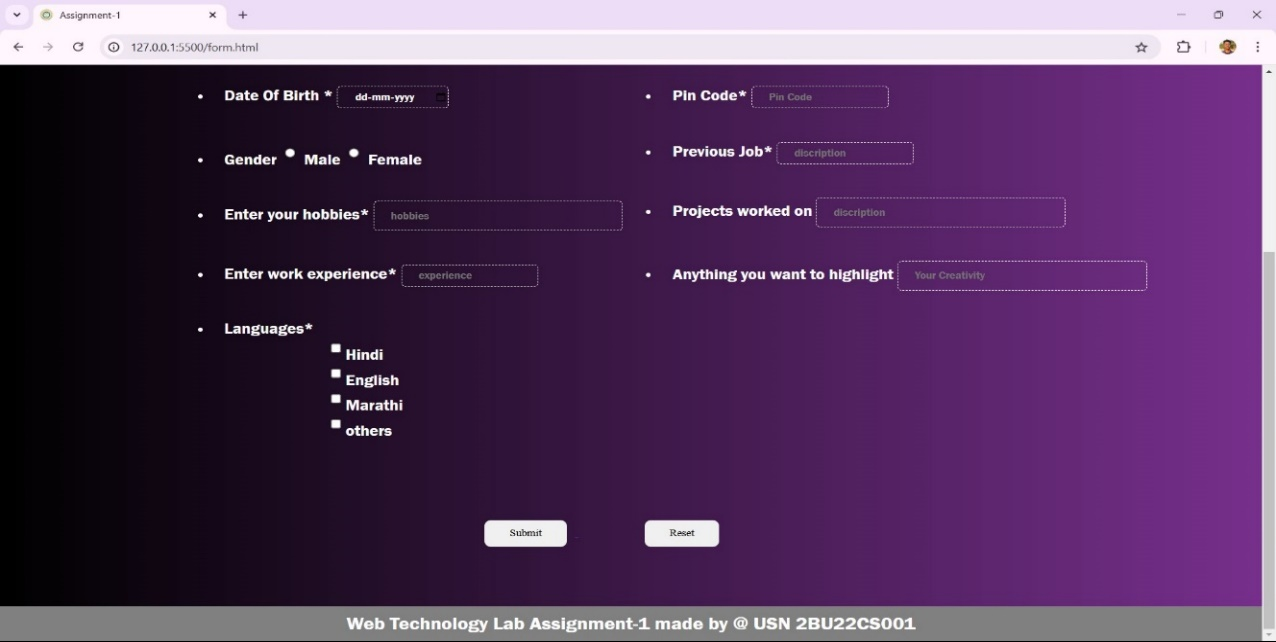 Assignment-1
127.0.0.1:5500/form.html
Date Of Birth * dd-mm-yyyy
Pin Code* Pin Code
Gender Male Female
Previous Job* discription
Enter your hobbies* hobbies
Projects worked on discription
Enter work experience* experience
Anything you want to highlight Your Creativity
Languages*
Hindi
English
Marathi
others
Submit Reset
Web Technology Lab Assignment-1 made by @ USN 2BU22CS001